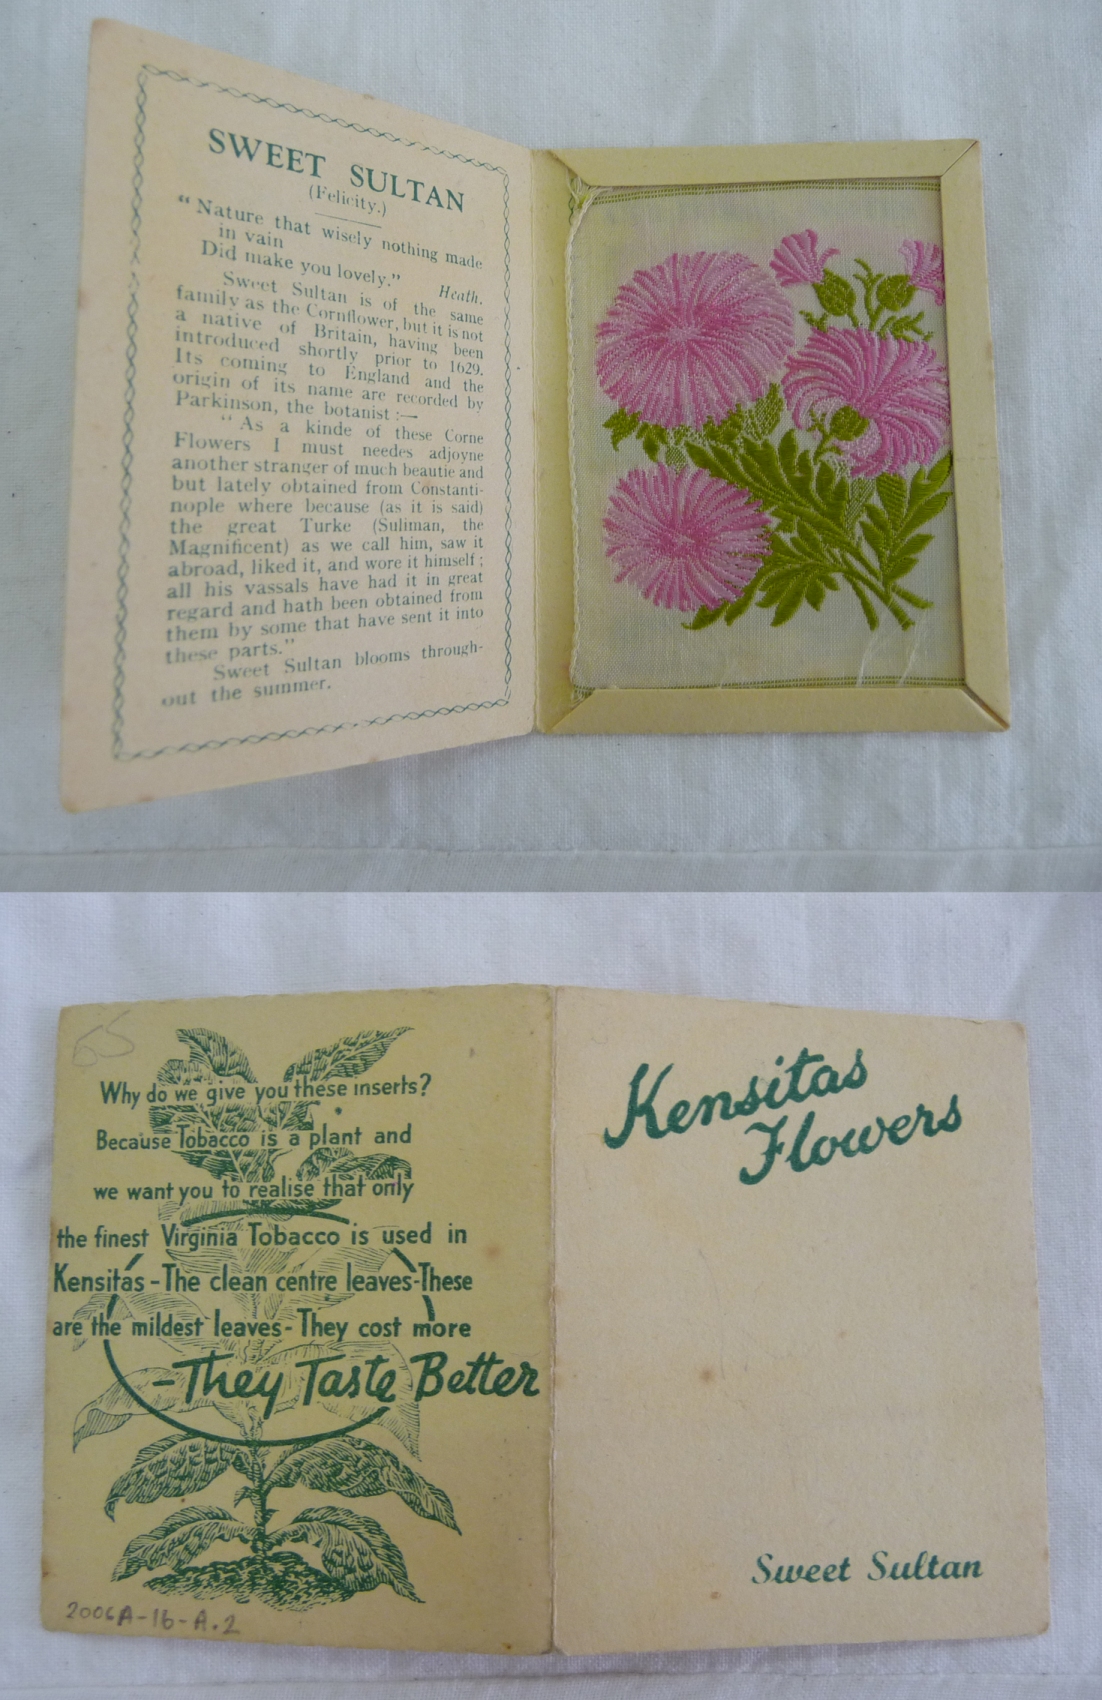 SWEET SULTAN
(Felicity.)
“ Nature that wisely nothing made
in vain
Did make you lovely.”
Heath.
Sweet Sultan is of the same
family as the Cornflower, but it is not
a native of Britain, having been
introduced shortly prior to 1629.
Its coming to England and the
origin of its name are recorded by
Parkinson, the botanist :—
“ As a kinde of these Corne
Flowers I must needes adjoyne
another stranger of much beautie and
but lately obtained from Constanti-
nople where because (as it is said)
the great Turke (Suliman, the
Magnificent) as we call him, saw it
abroad, liked it, and wore it himself ;
all his vassals have had it in great
regard and hath been obtained from
them by some that have sent it into
these parts.”
Sweet Sultan blooms through-
out the summer.
65
Why do we give you these inserts?
Because Tobacco is a plant and
we want you to realise that only
the finest Virginia Tobacco is used in
Kensitas - The clean centre leaves - These
are the mildest leaves - They cost more
- They Taste Better
2006A-16-A.2
Kensitas
Flowers
Sweet Sultan